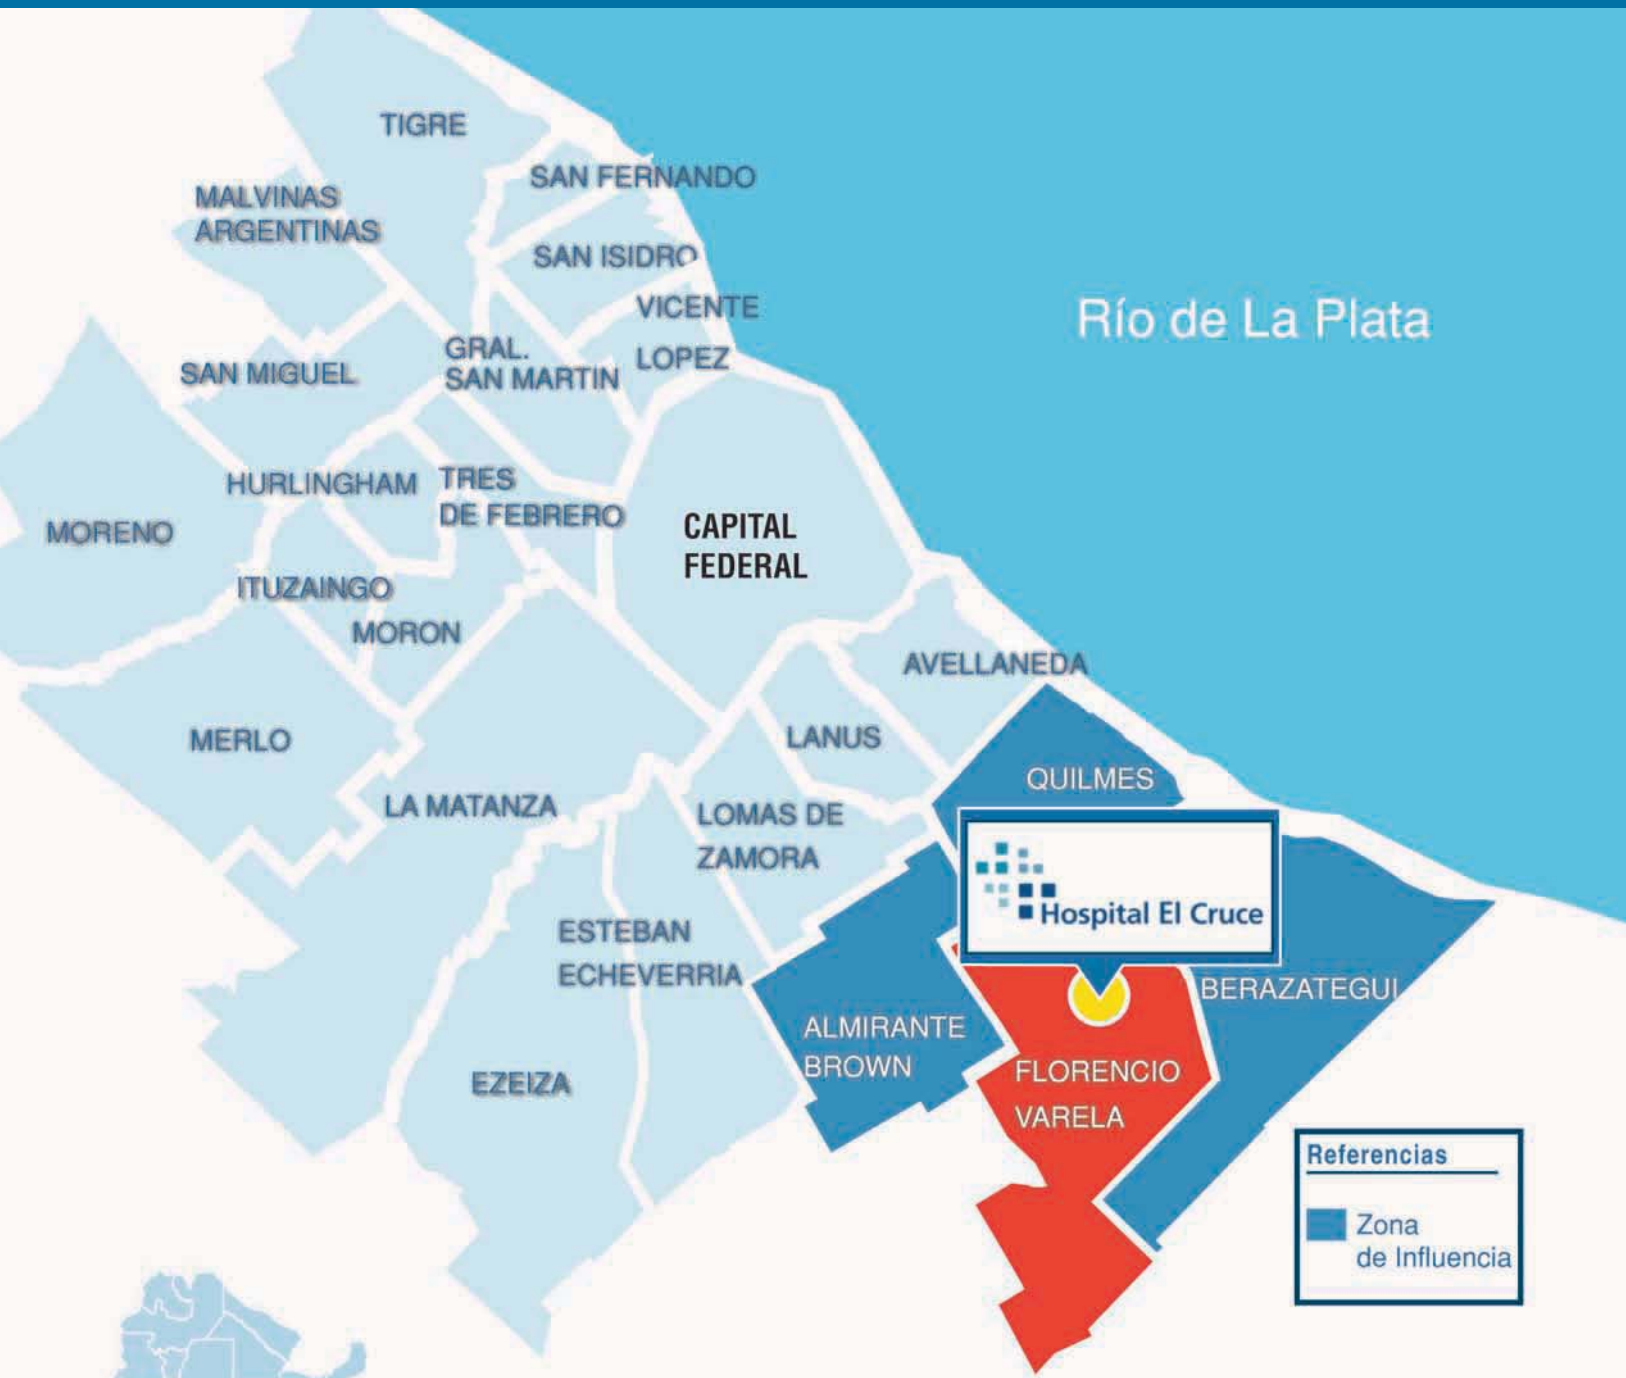 TIGRE
SAN FERNANDO
MALVINAS
ARGENTINAS
SAN ISIDRO
VICENTE
LOPEZ
Río de La Plata
GRAL.
SAN MARTIN
SAN MIGUEL
HURLINGHAM
TRES
DE FEBRERO
MORENO
CAPITAL
FEDERAL
ITUZAINGO
MORON
AVELLANEDA
MERLO
LANUS
QUILMES
LA MATANZA
LOMAS DE
ZAMORA
Hospital El Cruce
ESTEBAN
ECHEVERRIA
BERAZATEGUI
ALMIRANTE
BROWN
EZEIZA
FLORENCIO
VARELA
Referencias
Zona
de Influencia